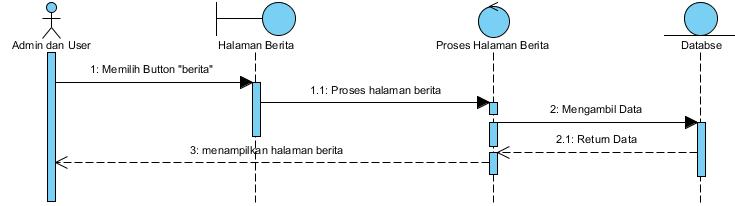 Admin dan User
Halaman Berita
Proses Halaman Berita
Databse
1: Memilih Button "berita"
1.1: Proses halaman berita
2: Mengambil Data
2.1: Return Data
3: menampilkan halaman berita